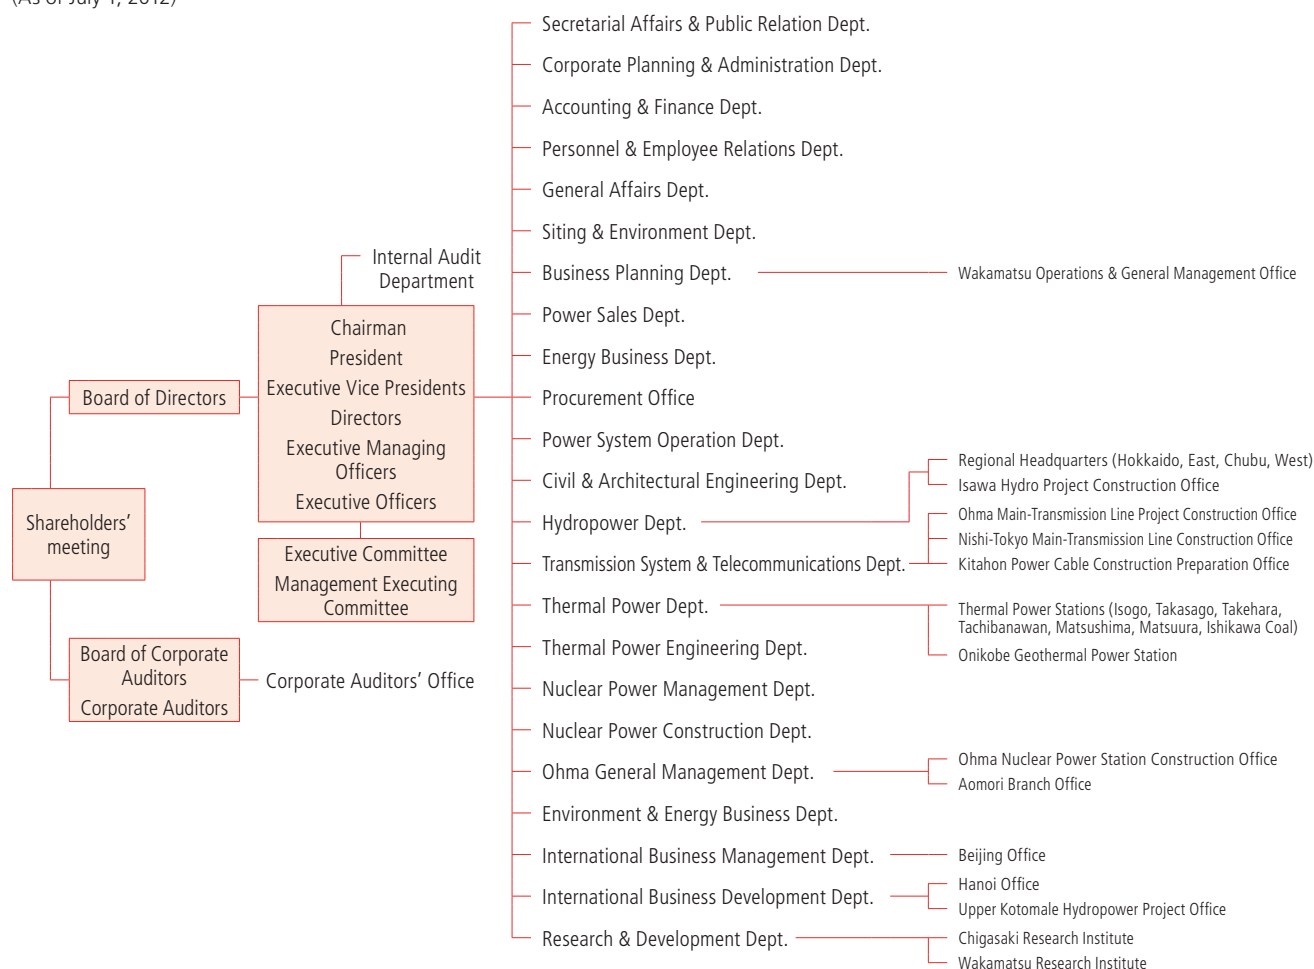 (As of July 1, 2012)
Secretarial Affairs & Public Relation Dept.
Corporate Planning & Administration Dept.
Accounting & Finance Dept.
Personnel & Employee Relations Dept.
General Affairs Dept.
Siting & Environment Dept.
Internal Audit
Department
Business Planning Dept.
Wakamatsu Operations & General Management Office
Chairman
President
Executive Vice Presidents
Directors
Executive Managing
Officers
Executive Officers
Power Sales Dept.
Energy Business Dept.
Board of Directors
Procurement Office
Power System Operation Dept.
Civil & Architectural Engineering Dept.
Regional Headquarters (Hokkaido, East, Chubu, West)
Isawa Hydro Project Construction Office
Shareholders’
meeting
Hydropower Dept.
Ohma Main-Transmission Line Project Construction Office
Nishi-Tokyo Main-Transmission Line Construction Office
Kitahon Power Cable Construction Preparation Office
Executive Committee
Management Executing
Committee
Transmission System & Telecommunications Dept.
Thermal Power Dept.
Thermal Power Stations (Isogo, Takasago, Takehara,
Tachibanawan, Matsushima, Matsuura, Ishikawa Coal)
Onikobe Geothermal Power Station
Thermal Power Engineering Dept.
Board of Corporate
Auditors
Corporate Auditors
Corporate Auditors’ Office
Nuclear Power Management Dept.
Nuclear Power Construction Dept.
Ohma General Management Dept.
Ohma Nuclear Power Station Construction Office
Aomori Branch Office
Environment & Energy Business Dept.
International Business Management Dept.
Beijing Office
International Business Development Dept.
Hanoi Office
Upper Kotomale Hydropower Project Office
Research & Development Dept.
Chigasaki Research Institute
Wakamatsu Research Institute